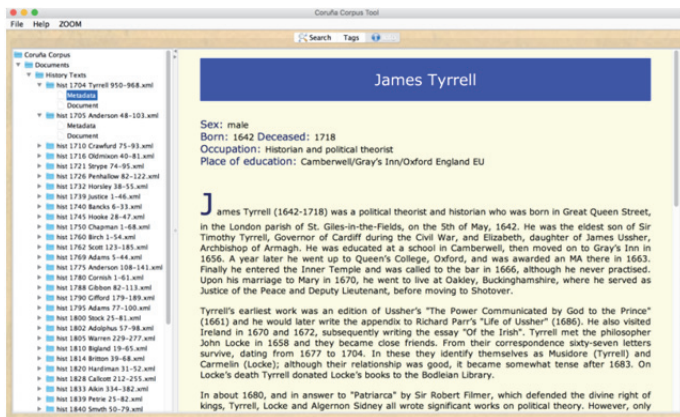 Coruña Corpus Tool
File Help ZOOM
Search Tags
Coruña Corpus
Documents
History Texts
hist 1704 Tyrrell 950-968.xml
Metadata
Document
hist 1705 Anderson 48-103.xml
Metadata
Document
hist 1710 Crawfurd 75-93.xml
hist 1716 Oldmixon 40-81.xml
hist 1721 Strype 74-95.xml
hist 1726 Penhallow 82-122.xml
hist 1732 Horsley 38-55.xml
hist 1739 Justice 1-46.xml
hist 1740 Bancks 6-33.xml
hist 1745 Hooke 28-47.xml
hist 1750 Chapman 1-68.xml
hist 1760 Birch 1-54.xml
hist 1762 Scott 123-185.xml
hist 1769 Adams 5-44.xml
hist 1775 Anderson 108-141.xml
hist 1780 Cornish 1-61.xml
hist 1788 Gibbon 82-113.xml
hist 1790 Gifford 179-189.xml
hist 1795 Adams 77-100.xml
hist 1800 Stock 25-81.xml
hist 1802 Adolphus 57-98.xml
hist 1805 Warren 229-277.xml
hist 1810 Bigland 19-65.xml
hist 1814 Britton 39-68.xml
hist 1820 Hardiman 31-52.xml
hist 1828 Callcott 212-255.xml
hist 1833 Aikin 334-382.xml
hist 1839 Petrie 25-82.xml
hist 1840 Smyth 50-79.xml
James Tyrrell
Sex: male
Born: 1642 Deceased: 1718
Occupation: Historian and political theorist
Place of education: Camberwell/Gray's Inn/Oxford England EU
James Tyrrell (1642-1718) was a political theorist and historian who was born in Great Queen Street,
in the London parish of St. Giles-in-the-Fields, on the 5th of May, 1642. He was the eldest son of Sir
Timothy Tyrrell, Governor of Cardiff during the Civil War, and Elizabeth, daughter of James Ussher,
Archbishop of Armagh. He was educated at a school in Camberwell, then moved on to Gray's Inn in
1656. A year later he went up to Queen's College, Oxford, and was awarded an MA there in 1663.
Finally he entered the Inner Temple and was called to the bar in 1666, although he never practised.
Upon his marriage to Mary in 1670, he went to live at Oakley, Buckinghamshire, where he served as
Justice of the Peace and Deputy Lieutenant, before moving to Shotover.
Tyrrell's earliest work was an edition of Ussher's "The Power Communicated by God to the Prince"
(1661) and he would later write the appendix to Richard Parr's "Life of Ussher" (1686). He also visited
Ireland in 1670 and 1672, subsequently writing the essay "Of the Irish". Tyrrell met the philosopher
John Locke in 1658 and they became close friends. From their correspondence sixty-seven letters
survive, dating from 1677 to 1704. In these they identify themselves as Musidore (Tyrrell) and
Carmelin (Locke); although their relationship was good, it became somewhat tense after 1683. On
Locke's death Tyrrell donated Locke's books to the Bodleian Library.
In about 1680, and in answer to "Patriarca" by Sir Robert Filmer, which defended the divine right of
kings, Tyrrell, Locke and Algernon Sidney all wrote significant works on political theory. However, only